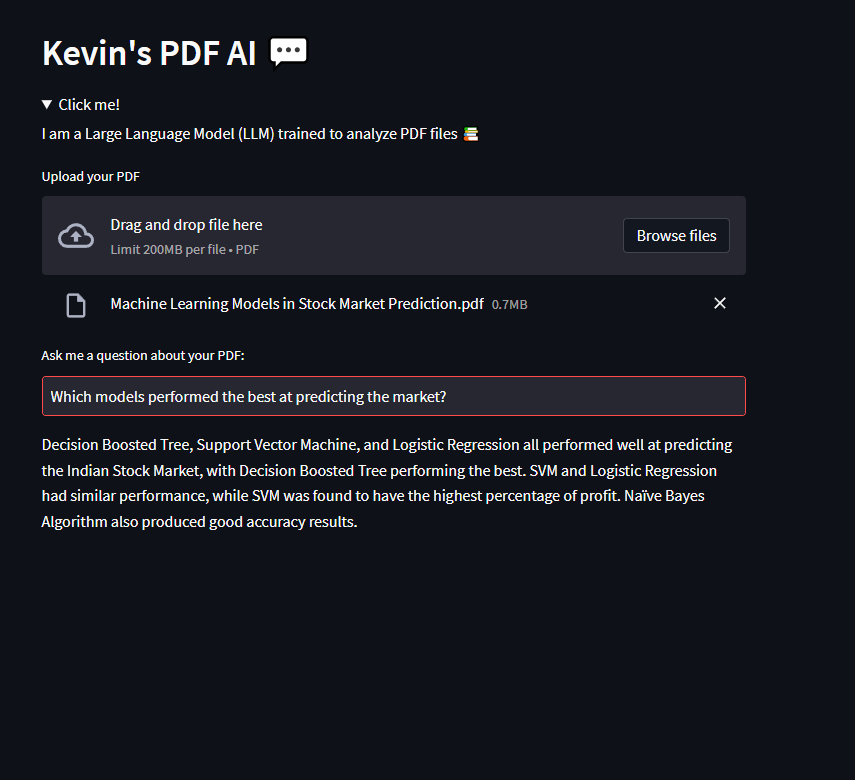 Kevin's PDF AI 💬
▼ Click me!
I am a Large Language Model (LLM) trained to analyze PDF files 📚
Upload your PDF
Drag and drop file here
Limit 200MB per file • PDF
Browse files
Machine Learning Models in Stock Market Prediction.pdf 0.7MB
Ask me a question about your PDF:
Which models performed the best at predicting the market?
Decision Boosted Tree, Support Vector Machine, and Logistic Regression all performed well at predicting
the Indian Stock Market, with Decision Boosted Tree performing the best. SVM and Logistic Regression
had similar performance, while SVM was found to have the highest percentage of profit. Naïve Bayes
Algorithm also produced good accuracy results.